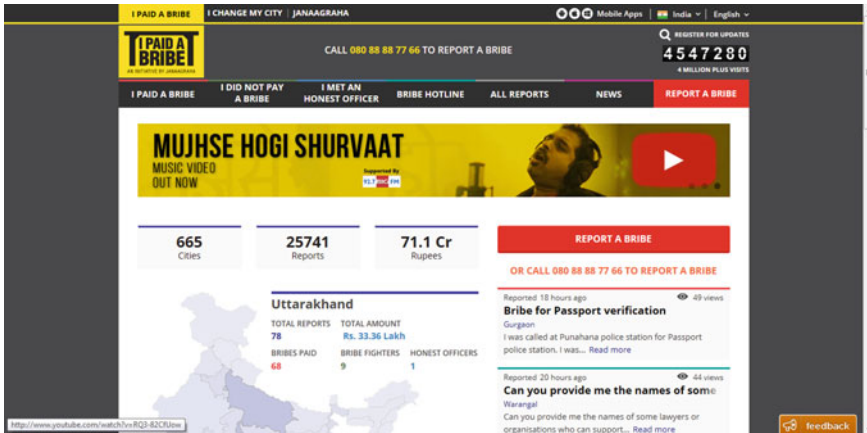 I PAID A BRIBE
I CHANGE MY CITY | JANAAGRAHA
Mobile Apps | India | English
I PAID A
BRIBE
AN INITIATIVE BY JANAAGRAHA
CALL 080 88 88 77 66 TO REPORT A BRIBE
REGISTER FOR UPDATES
4547280
4 MILLION PLUS VISITS
I PAID A BRIBE
I DID NOT PAY
A BRIBE
I MET AN
HONEST OFFICER
BRIBE HOTLINE
ALL REPORTS
NEWS
REPORT A BRIBE
MUJHSE HOGI SHURVAAT
MUSIC VIDEO
OUT NOW
Supported By
665
Cities
25741
Reports
71.1 Cr
Rupees
REPORT A BRIBE
OR CALL 080 88 88 77 66 TO REPORT A BRIBE
Uttarakhand
TOTAL REPORTS TOTAL AMOUNT
78 Rs. 33.36 Lakh
BRIBES PAID BRIBE FIGHTERS HONEST OFFICERS
68 9 1
Reported 18 hours ago 49 views
Bribe for Passport verification
Gurgaon
I was called at Punahana police station for Passport
police station. I was... Read more
Reported 20 hours ago 44 views
Can you provide me the names of some
Warangal
Can you provide me the names of some lawyers or
organisations who can support... Read more
feedback